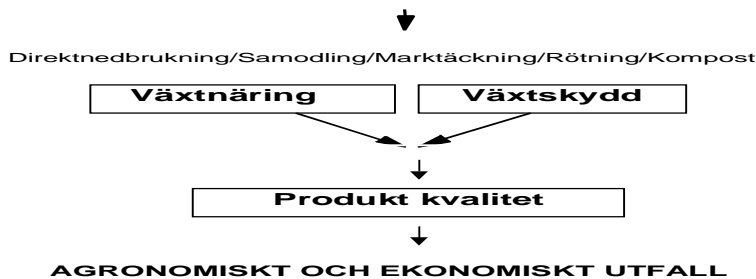 Direktnedbrukning/Samodling/Marktäckning/Rötning/Kompost
Växtnäring Växtskydd
Produkt kvalitet
AGRONOMISKT OCH EKONOMISKT UTFALL